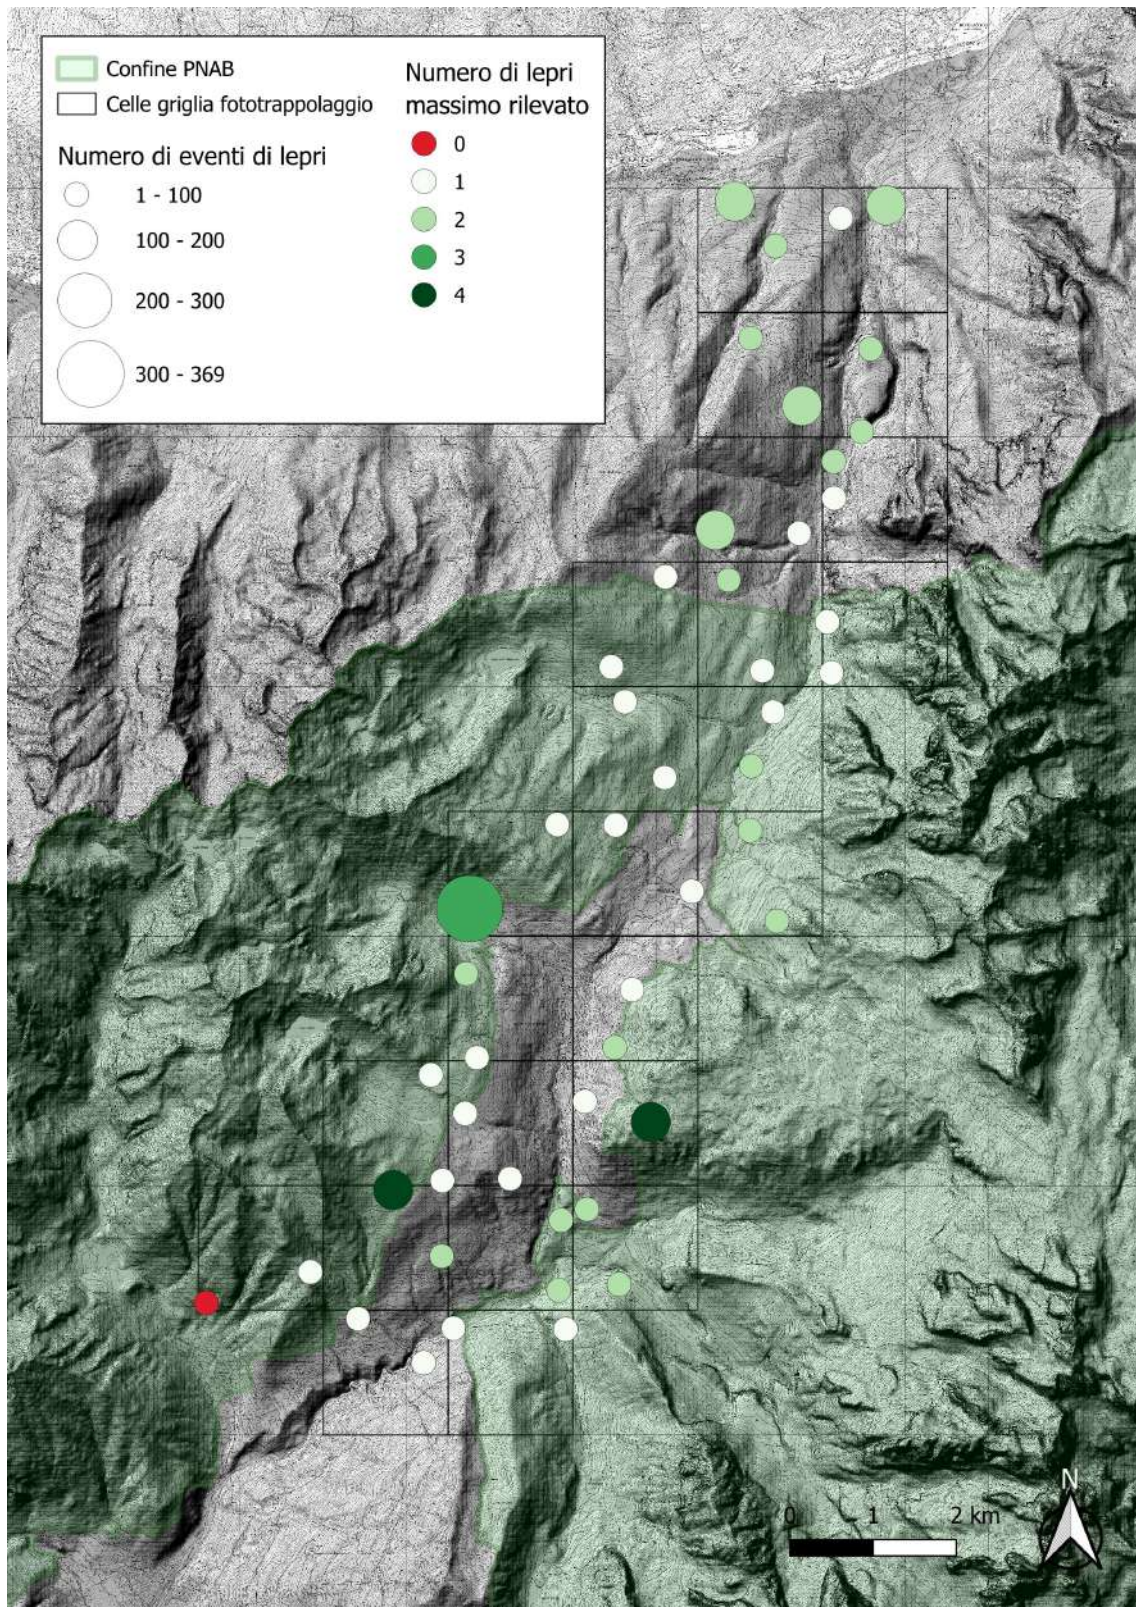 Confine PNAB
Celle griglia fototrappolaggio
Numero di eventi di lepri
1 - 100
100 - 200
200 - 300
300 - 369
Numero di lepri
massimo rilevato
0
1
2
3
4
N
0 1 2 km